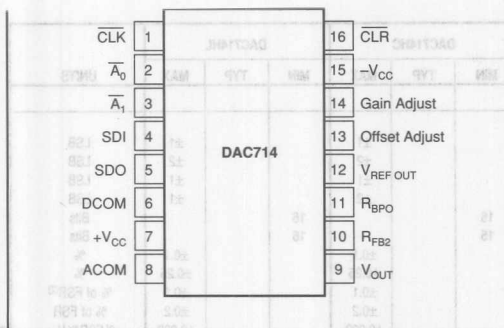 CLK 1 16 CLR
A0 2 15 –VCC
A1 3 14 Gain Adjust
SDI 4 13 Offset Adjust
DAC714
SDO 5 12 VREF OUT
DCOM 6 11 RBPO
+VCC 7 10 RFB2
ACOM 8 9 VOUT